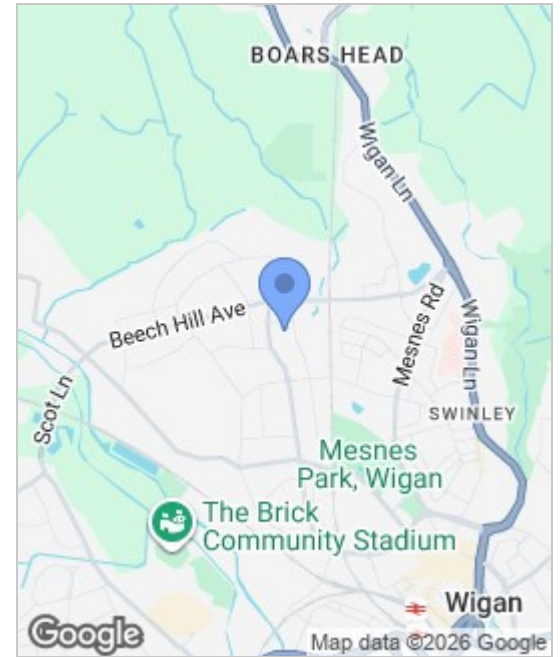 BOARS HEAD
Wigan Ln
Beech Hill Ave
Mesnes Rd
Wigan Ln
Scot Ln
SWINLEY
Mesnes
Park, Wigan
The Brick
Community Stadium
Wigan
Google
Map data ©2026 Google